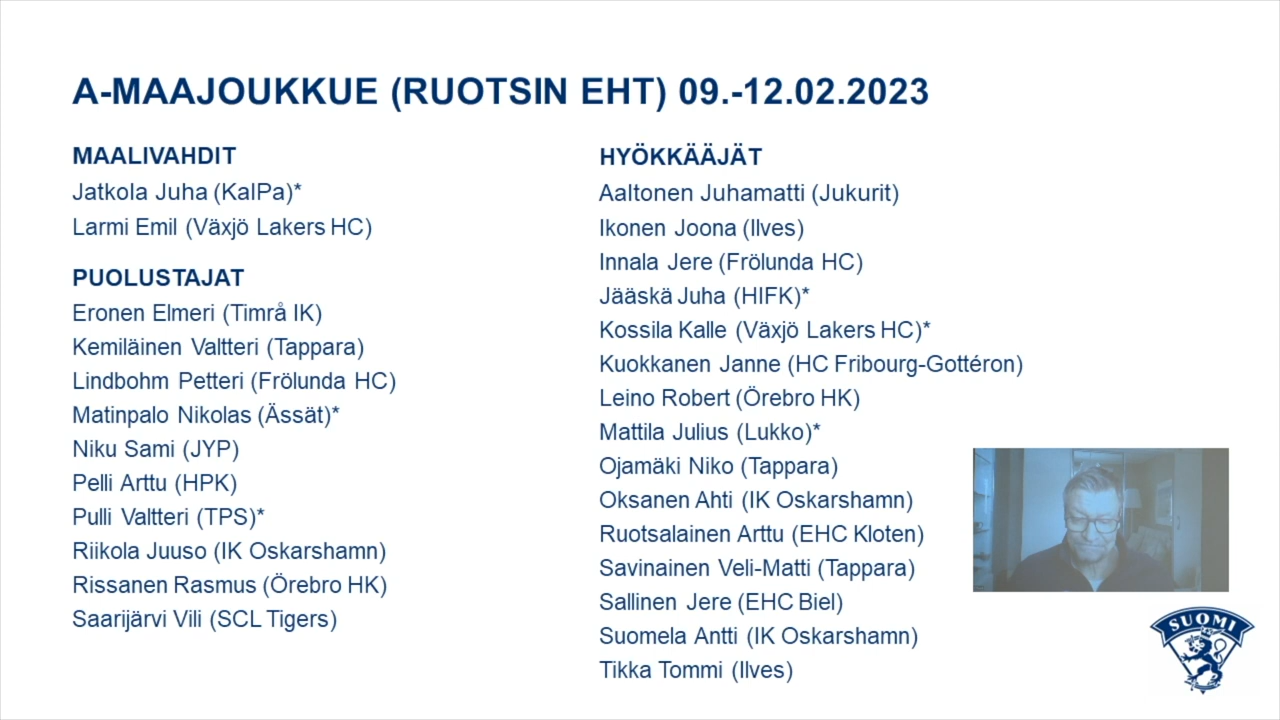 A-MAAJOUKKUE (RUOTSIN EHT) 09.-12.02.2023
MAALIVAHDIT
Jatkola Juha (KalPa)*
Larmi Emil (Växjö Lakers HC)
PUOLUSTAJAT
Eronen Elmeri (Timrå IK)
Kemiläinen Valtteri (Tappara)
Lindbohm Petteri (Frölunda HC)
Matinpalo Nikolas (Ässät)*
Niku Sami (JYP)
Pelli Arttu (HPK)
Pulli Valtteri (TPS)*
Riikola Juuso (IK Oskarshamn)
Rissanen Rasmus (Örebro HK)
Saarijärvi Vili (SCL Tigers)
HYÖKKÄÄJÄT
Aaltonen Juhamatti (Jukurit)
Ikonen Joona (Ilves)
Innala Jere (Frölunda HC)
Jääskä Juha (HIFK)*
Kossila Kalle (Växjö Lakers HC)*
Kuokkanen Janne (HC Fribourg-Gottéron)
Leino Robert (Örebro HK)
Mattila Julius (Lukko)*
Ojamäki Niko (Tappara)
Oksanen Ahti (IK Oskarshamn)
Ruotsalainen Arttu (EHC Kloten)
Savinainen Veli-Matti (Tappara)
Sallinen Jere (EHC Biel)
Suomela Antti (IK Oskarshamn)
Tikka Tommi (Ilves)
SUOMI